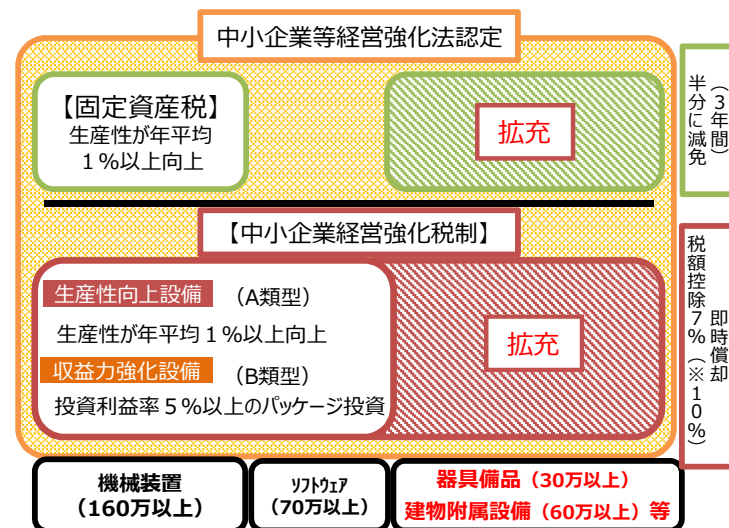 中小企業等経営強化法認定
【固定資産税】
生産性が年平均
１%以上向上
拡充
（３年間）
半分に減免
【中小企業経営強化税制】
生産性向上設備 （A類型）
生産性が年平均１%以上向上
収益力強化設備 （B類型）
投資利益率５%以上のパッケージ投資
拡充
即時償却
税額控除７%（※10%）
機械装置
（160万以上）
ｿﾌﾄｳｪｱ
（70万以上）
器具備品（30万以上）
建物附属設備（60万以上）等